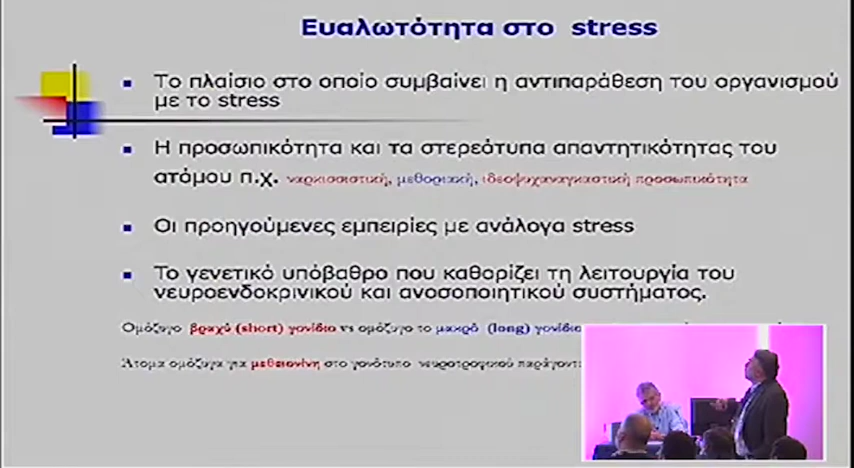 Ευαλωτότητα στο stress
Το πλαίσιο στο οποίο συμβαίνει η αντιπαράθεση του οργανισμού
με το stress
Η προσωπικότητα και τα στερεότυπα απαντητικότητας του
ατόμου π.χ. ναρκισσιστική, μεθοριακή, ιδεοψυχαναγκαστική προσωπικότητα
Οι προηγούμενες εμπειρίες με ανάλογα stress
Το γενετικό υπόβαθρο που καθορίζει τη λειτουργία του
νευροενδοκρινικού και ανοσοποιητικού συστήματος.
Ομόζυγο βραχύ (short) γονίδιο vs ομόζυγο το μακρύ (long) γονίδιο
Άτομα ομόζυγα για μεθειονίνη στο γονότυπο νευροτροφικού παράγοντα